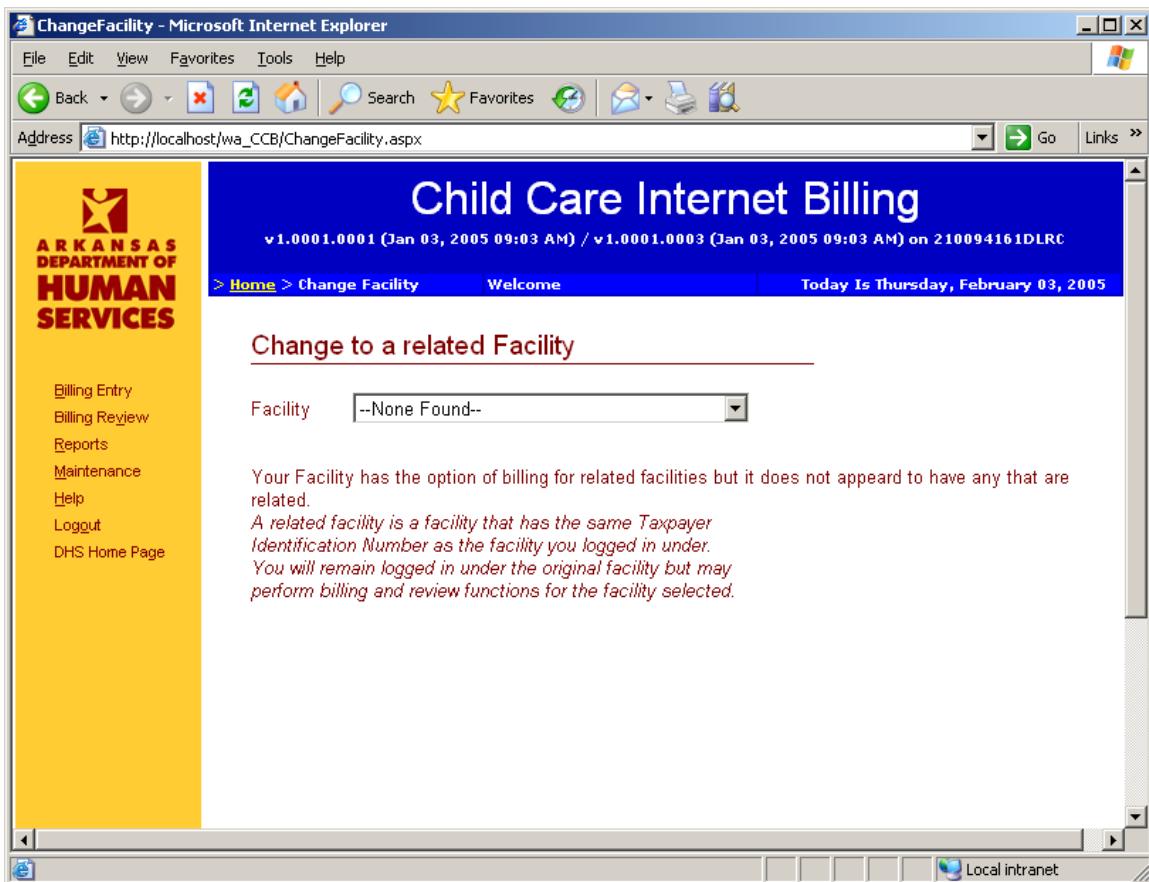 ChangeFacility - Microsoft Internet Explorer
File Edit View Favorites Tools Help
Back Search Favorites
Address http://localhost/wa_CCB/ChangeFacility.aspx Go Links »
ARKANSAS
DEPARTMENT OF
HUMAN
SERVICES
Billing Entry
Billing Review
Reports
Maintenance
Help
Logout
DHS Home Page
Child Care Internet Billing
v1.0001.0001 (Jan 03, 2005 09:03 AM) / v1.0001.0003 (Jan 03, 2005 09:03 AM) on 210094161DLRC
> Home > Change Facility Welcome Today Is Thursday, February 03, 2005
Change to a related Facility
Facility --None Found--
Your Facility has the option of billing for related facilities but it does not appeard to have any that are
related.
A related facility is a facility that has the same Taxpayer
Identification Number as the facility you logged in under.
You will remain logged in under the original facility but may
perform billing and review functions for the facility selected.
Local intranet